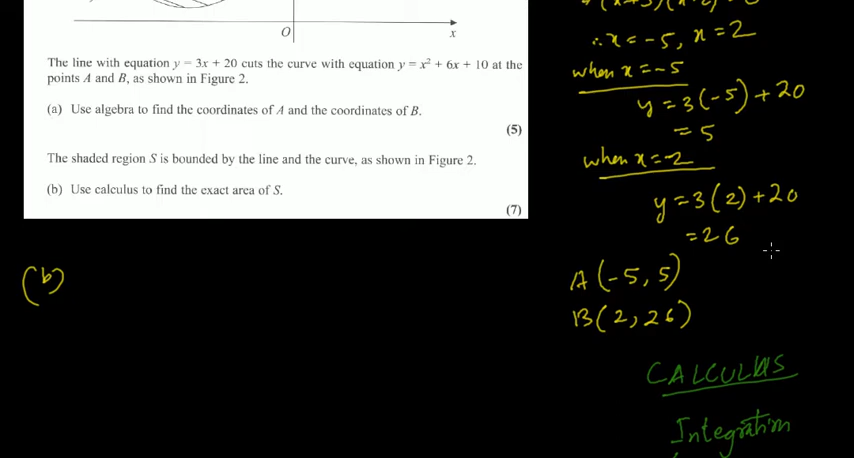 O
x
The line with equation y = 3x + 20 cuts the curve with equation y = x² + 6x + 10 at the
points A and B, as shown in Figure 2.
(a) Use algebra to find the coordinates of A and the coordinates of B.
(5)
The shaded region S is bounded by the line and the curve, as shown in Figure 2.
(b) Use calculus to find the exact area of S.
(7)
(b)
∴ x = -5, x = 2
when x = -5
y = 3(-5) + 20
= 5
when x = -2
y = 3(2) + 20
= 26
A(-5, 5)
B(2, 26)
CALCULUS
Integration